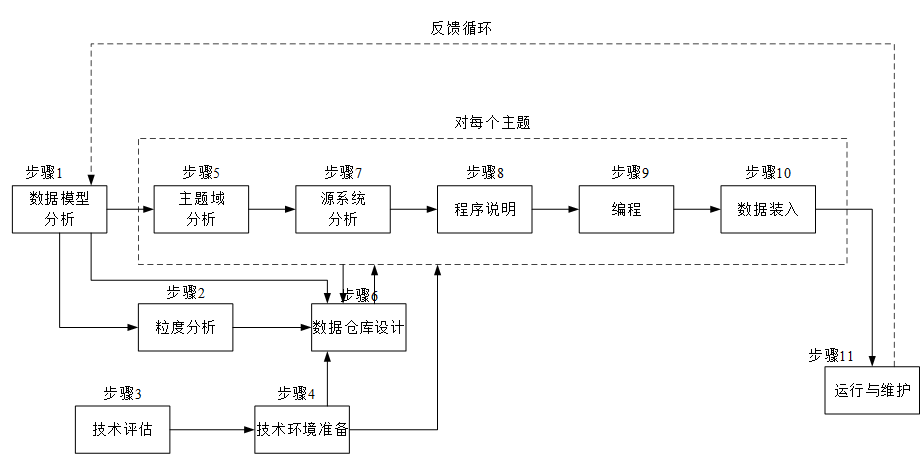 反馈循环
对每个主题
步骤1
数据模型
分析
步骤5
主题域
分析
步骤7
源系统
分析
步骤8
程序说明
步骤9
编程
步骤10
数据装入
步骤2
粒度分析
步骤6
数据仓库设计
步骤11
运行与维护
步骤3
技术评估
步骤4
技术环境准备